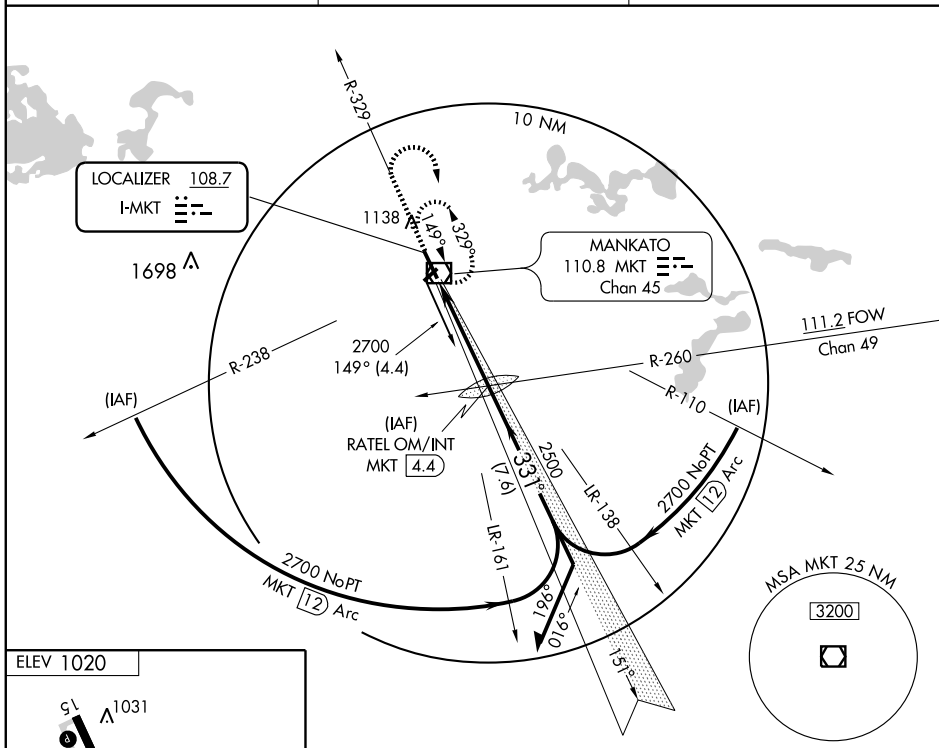 R-329
10 NM
LOCALIZER 108.7
I-MKT
1138
149°
329°
MANKATO
110.8 MKT
Chan 45
1698
2700
149° (4.4)
111.2 FOW
Chan 49
R-238
R-260
R-110
(IAF)
(IAF)
(IAF)
RATEL OM/INT
MKT 4.4
331°
(7.6)
2500
LR-138
LR-161
2700 NoPT
MKT 12 Arc
2700 NoPT
MKT 12 Arc
196°
016°
151°
MSA MKT 25 NM
3200
ELEV 1020
15
1031
P